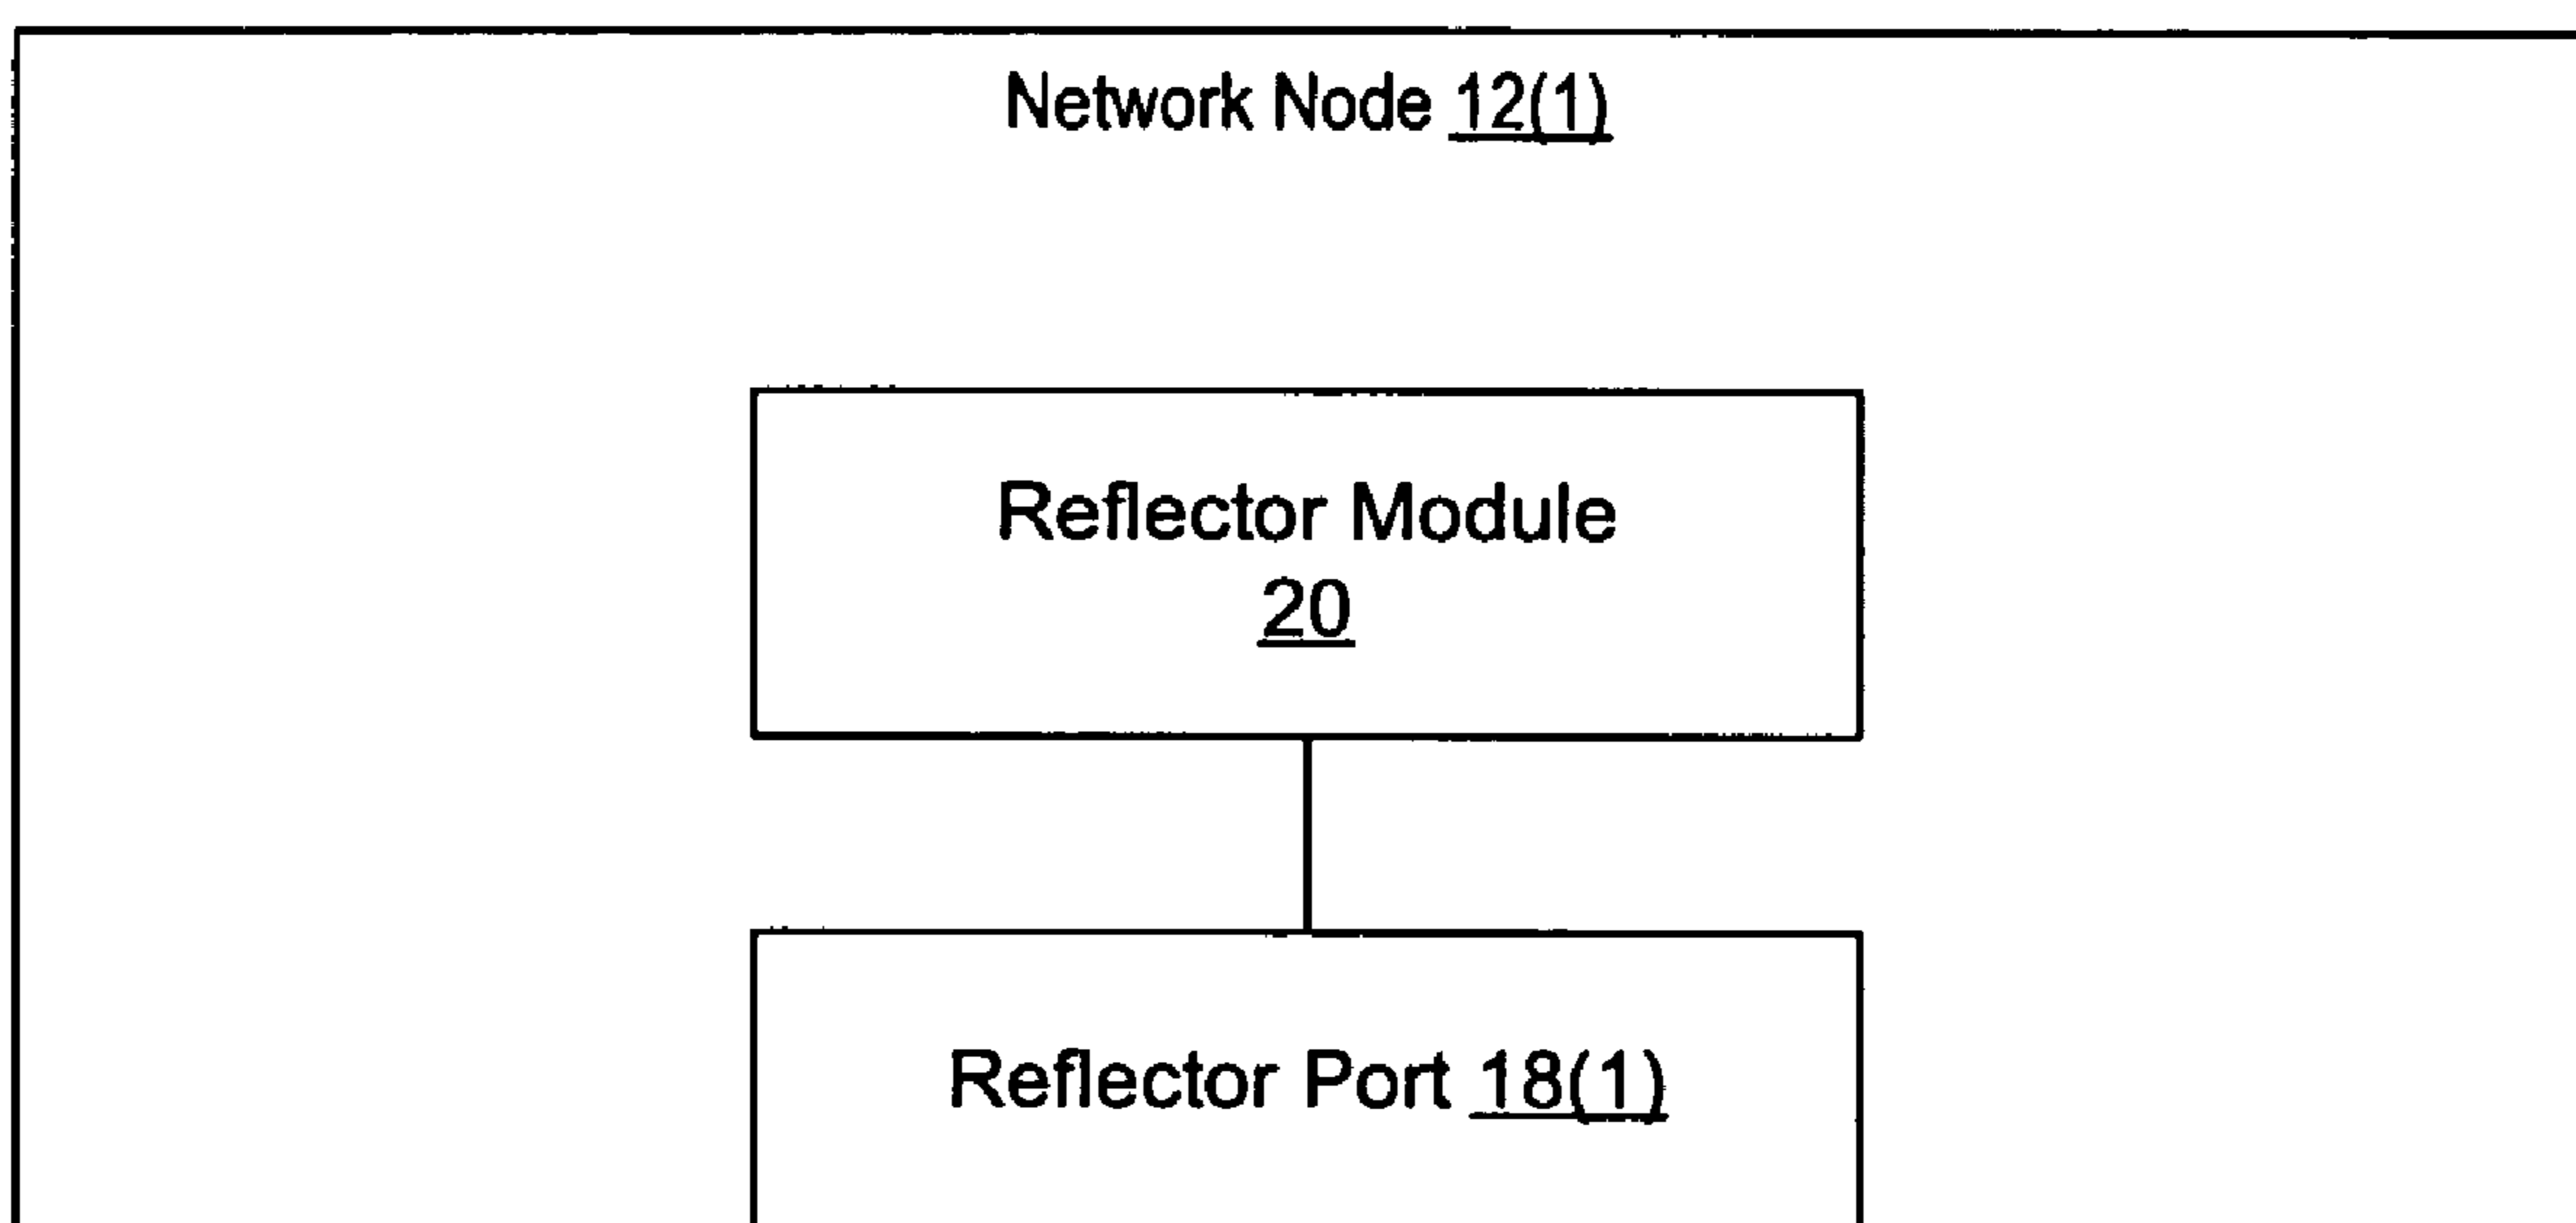 Network Node 12(1)
Reflector Module
20
Reflector Port 18(1)